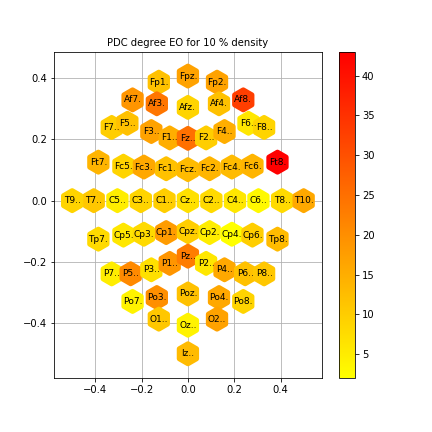 PDC degree EO for 10 % density
Fp1.. Fpz. Fp2..
Af7. Af3. Afz. Af4. Af8.
F7.. F5.. F3.. F1.. Fz.. F2.. F4.. F6.. F8..
Ft7. Fc5. Fc3. Fc1. Fcz. Fc2. Fc4. Fc6. Ft8.
T9.. T7.. C5.. C3.. C1.. Cz.. C2.. C4.. C6.. T8.. T10.
Tp7. Cp5. Cp3. Cp1. Cpz. Cp2. Cp4. Cp6. Tp8.
P7.. P5.. P3.. P1.. Pz.. P2.. P4.. P6.. P8..
Po7. Po3. Poz. Po4. Po8.
O1.. Oz.. O2..
Iz..
0.4
0.2
0.0
−0.2
−0.4
−0.4 −0.2 0.0 0.2 0.4
40
35
30
25
20
15
10
5